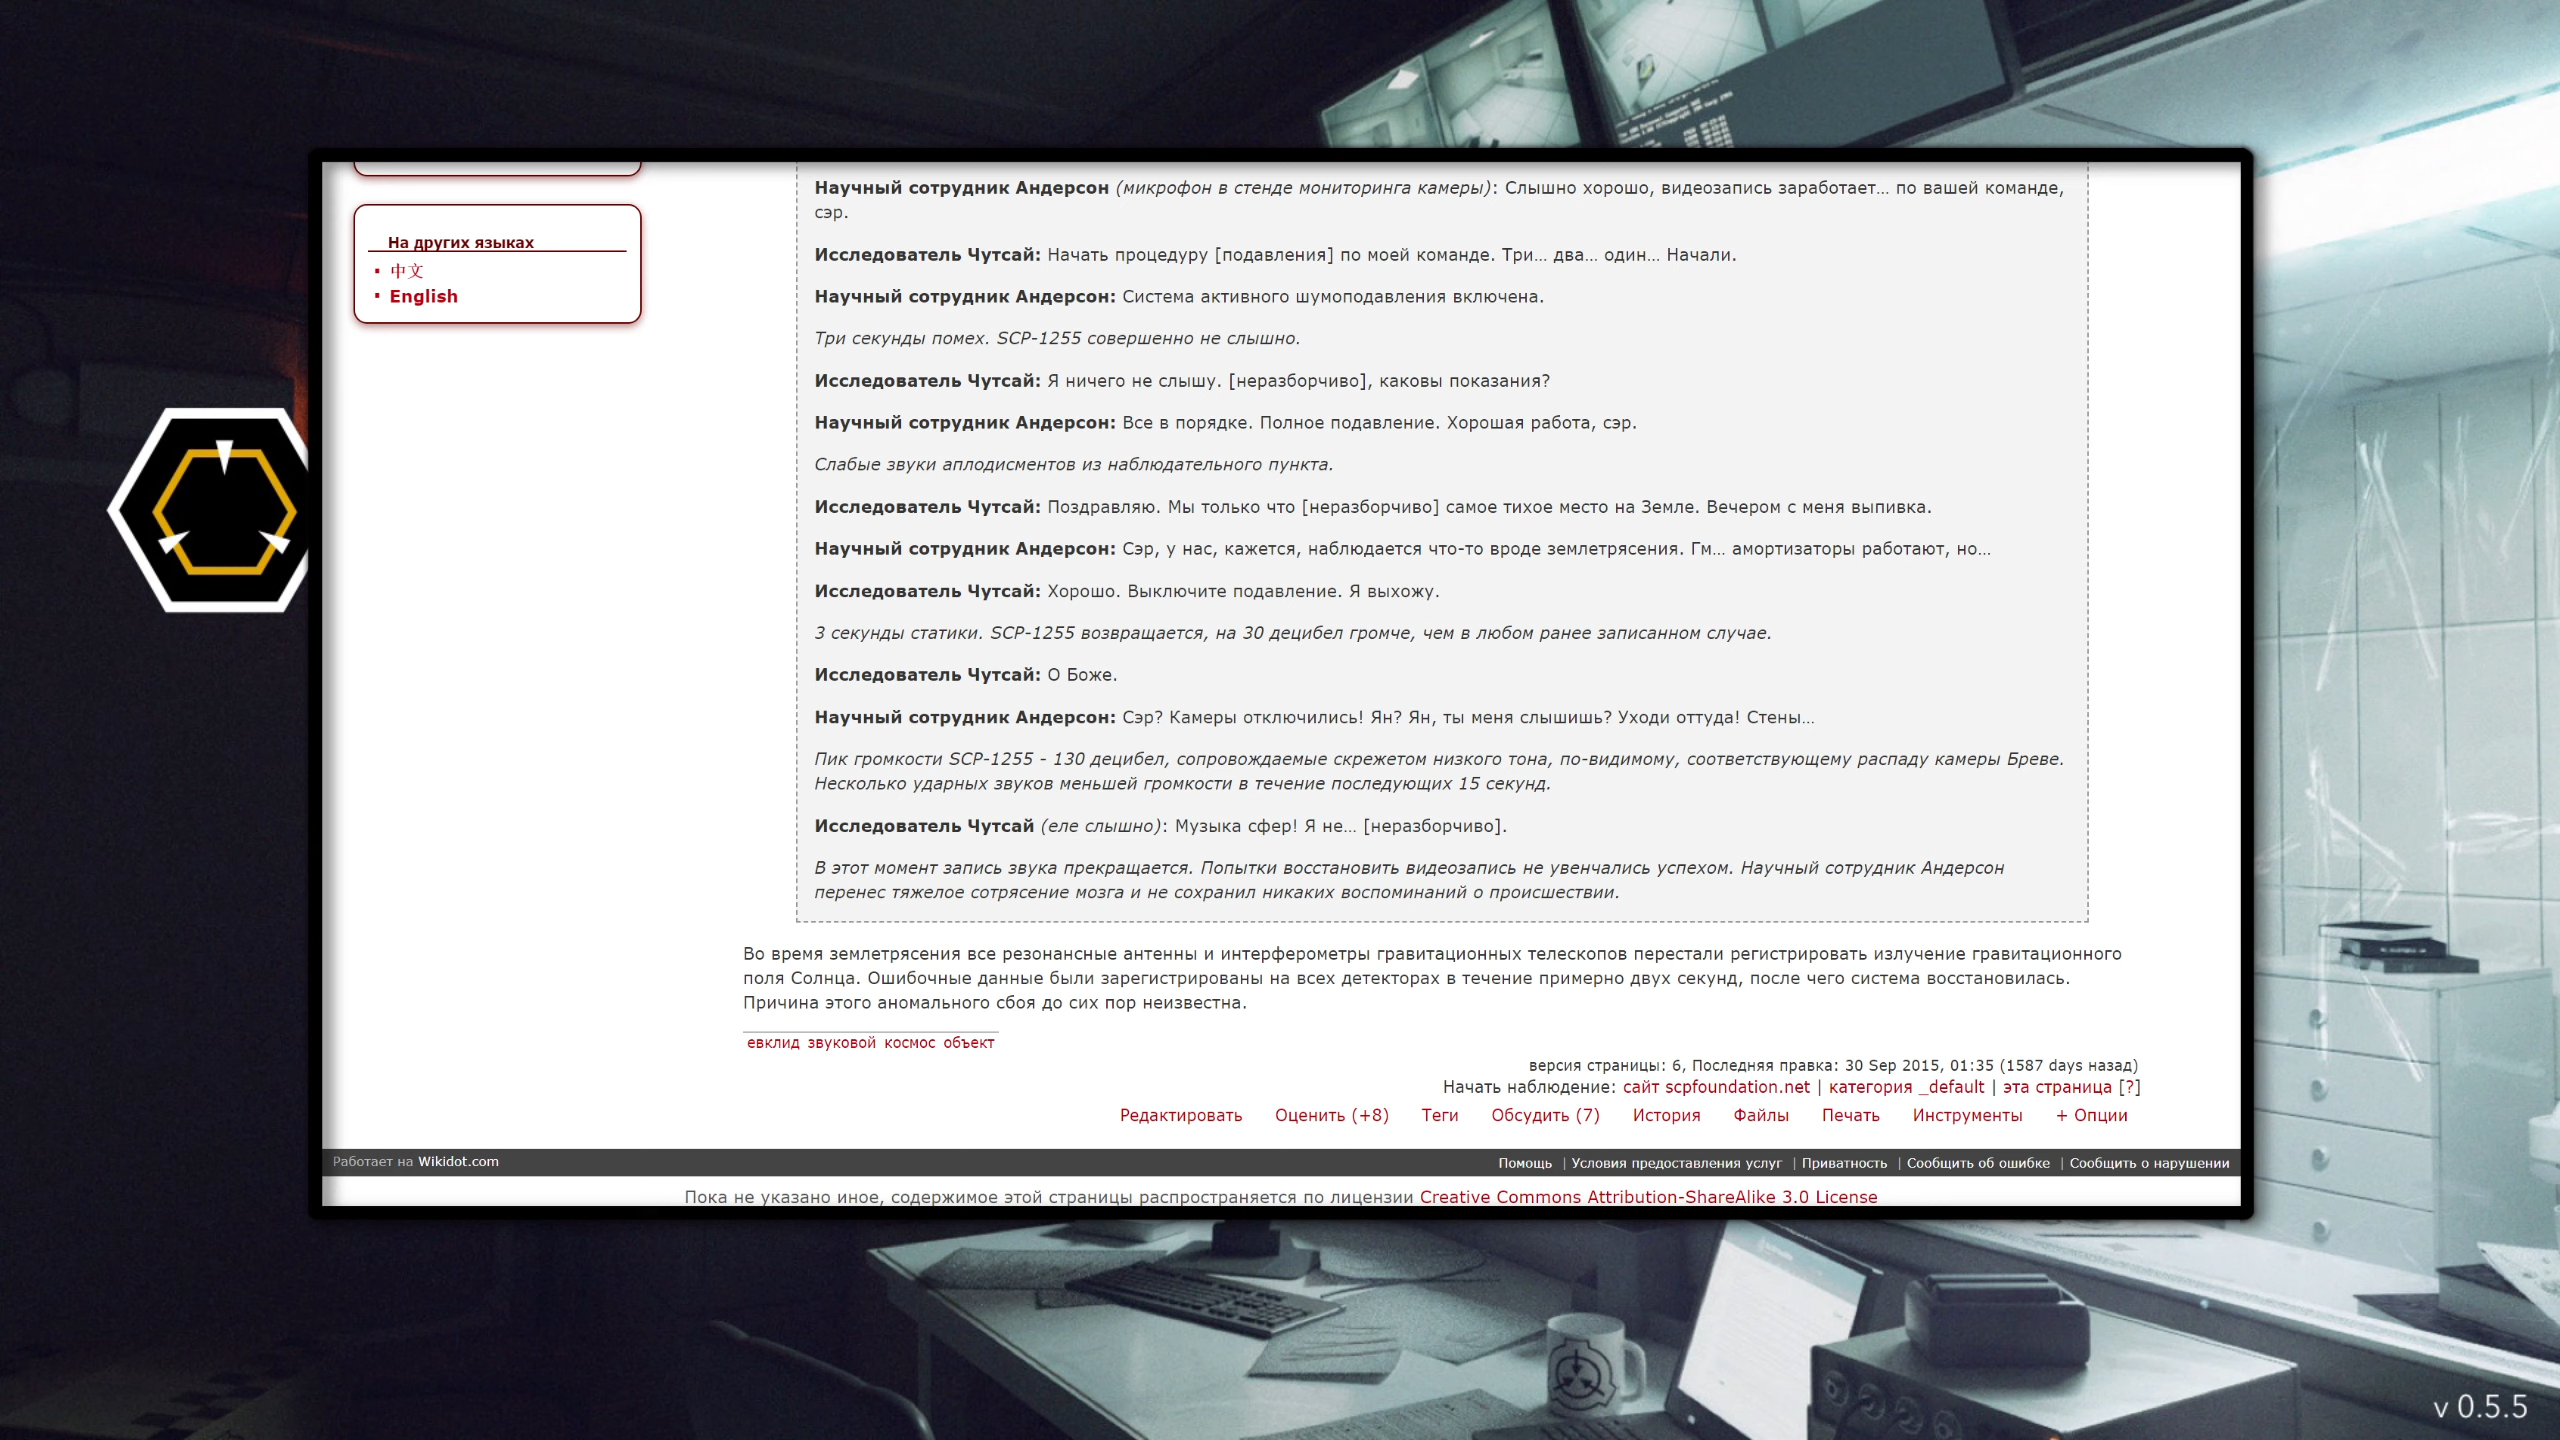 На других языках
中文
English
Научный сотрудник Андерсон (микрофон в стенде мониторинга камеры): Слышно хорошо, видеозапись заработает… по вашей команде,
сэр.
Исследователь Чутсай: Начать процедуру [подавления] по моей команде. Три… два… один… Начали.
Научный сотрудник Андерсон: Система активного шумоподавления включена.
Три секунды помех. SCP-1255 совершенно не слышно.
Исследователь Чутсай: Я ничего не слышу. [неразборчиво], каковы показания?
Научный сотрудник Андерсон: Все в порядке. Полное подавление. Хорошая работа, сэр.
Слабые звуки аплодисментов из наблюдательного пункта.
Исследователь Чутсай: Поздравляю. Мы только что [неразборчиво] самое тихое место на Земле. Вечером с меня выпивка.
Научный сотрудник Андерсон: Сэр, у нас, кажется, наблюдается что-то вроде землетрясения. Гм… амортизаторы работают, но…
Исследователь Чутсай: Хорошо. Выключите подавление. Я выхожу.
3 секунды статики. SCP-1255 возвращается, на 30 децибел громче, чем в любом ранее записанном случае.
Исследователь Чутсай: О Боже.
Научный сотрудник Андерсон: Сэр? Камеры отключились! Ян? Ян, ты меня слышишь? Уходи оттуда! Стены…
Пик громкости SCP-1255 - 130 децибел, сопровождаемые скрежетом низкого тона, по-видимому, соответствующему распаду камеры Бреве.
Несколько ударных звуков меньшей громкости в течение последующих 15 секунд.
Исследователь Чутсай (еле слышно): Музыка сфер! Я не… [неразборчиво].
В этот момент запись звука прекращается. Попытки восстановить видеозапись не увенчались успехом. Научный сотрудник Андерсон
перенес тяжелое сотрясение мозга и не сохранил никаких воспоминаний о происшествии.
Во время землетрясения все резонансные антенны и интерферометры гравитационных телескопов перестали регистрировать излучение гравитационного
поля Солнца. Ошибочные данные были зарегистрированы на всех детекторах в течение примерно двух секунд, после чего система восстановилась.
Причина этого аномального сбоя до сих пор неизвестна.
евклид звуковой космос объект
версия страницы: 6, Последняя правка: 30 Sep 2015, 01:35 (1587 days назад)
Начать наблюдение: сайт scpfoundation.net | категория _default | эта страница [?]
Редактировать Оценить (+8) Теги Обсудить (7) История Файлы Печать Инструменты + Опции
Работает на Wikidot.com
Помощь | Условия предоставления услуг | Приватность | Сообщить об ошибке | Сообщить о нарушении
Пока не указано иное, содержимое этой страницы распространяется по лицензии Creative Commons Attribution-ShareAlike 3.0 License
v 0.5.5